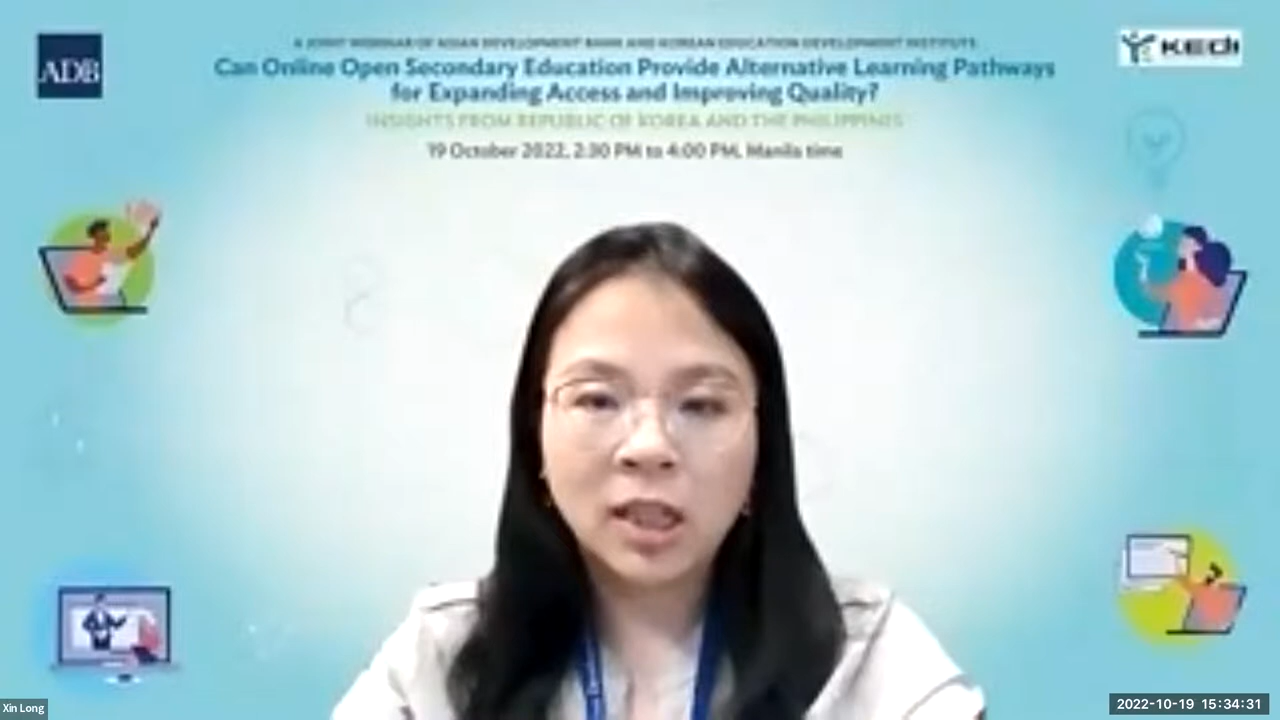 ADB
A JOINT WEBINAR OF ASIAN DEVELOPMENT BANK AND KOREAN EDUCATION DEVELOPMENT INSTITUTE
KEDI
Can Online Open Secondary Education Provide Alternative Learning Pathways
for Expanding Access and Improving Quality?
INSIGHTS FROM REPUBLIC OF KOREA AND THE PHILIPPINES
19 October 2022, 2:30 PM to 4:00 PM, Manila time
Xin Long
2022-10-19 15:34:31